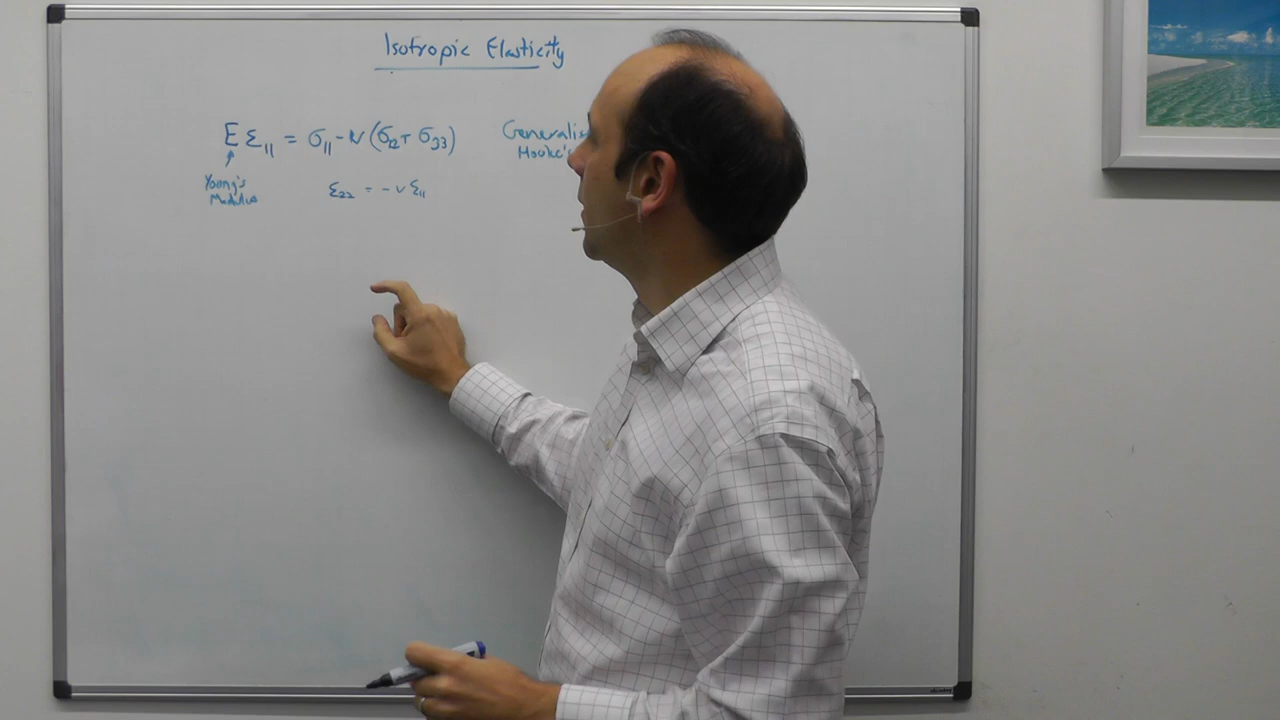 Isotropic Elasticity
E ε₁₁ = σ₁₁ - ν (σ₂₂ + σ₃₃)
Generalis
Hooke's
Young's
Modulus
ε₂₂ = - ν ε₁₁